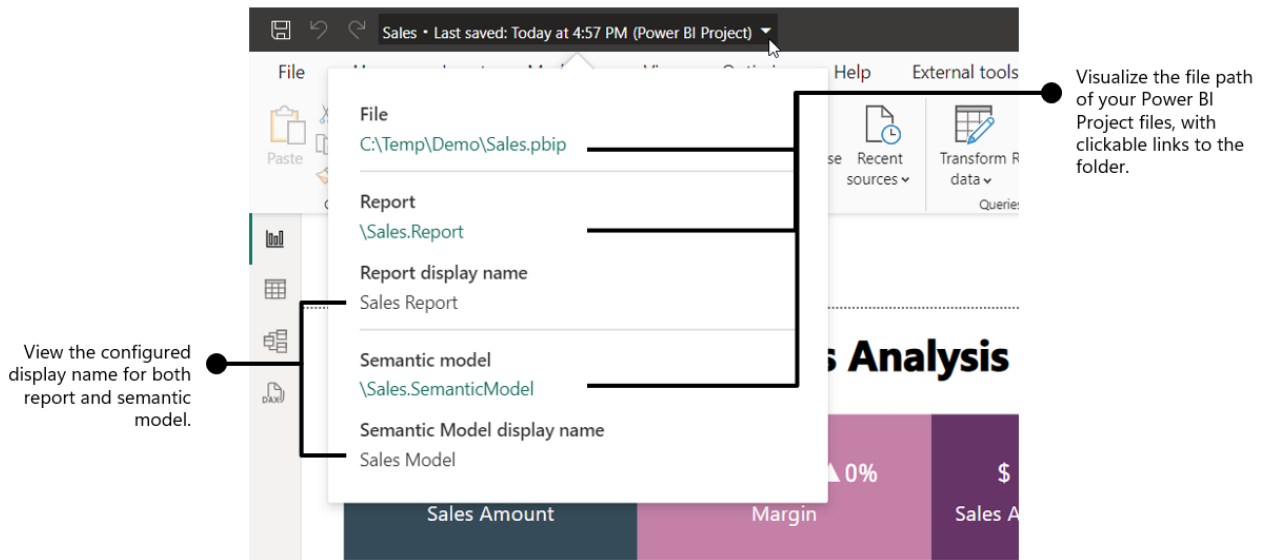 Sales • Last saved: Today at 4:57 PM (Power BI Project)
File
Help
External tools
Paste
Recent
sources
Transform
data
Queries
File
C:\Temp\Demo\Sales.pbip
Report
\Sales.Report
Report display name
Sales Report
Semantic model
\Sales.SemanticModel
Semantic Model display name
Sales Model
Visualize the file path
of your Power BI
Project files, with
clickable links to the
folder.
View the configured
display name for both
report and semantic
model.
DAX
Analysis
▲0%
$
Sales Amount
Margin
Sales A